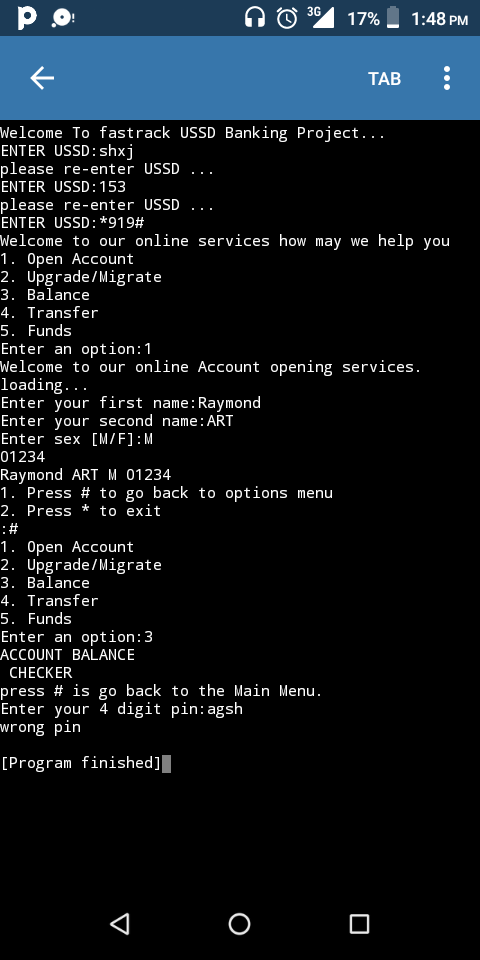 3G 17% 1:48 PM
TAB
Welcome To fastrack USSD Banking Project...
ENTER USSD:shxj
please re-enter USSD ...
ENTER USSD:153
please re-enter USSD ...
ENTER USSD:*919#
Welcome to our online services how may we help you
1. Open Account
2. Upgrade/Migrate
3. Balance
4. Transfer
5. Funds
Enter an option:1
Welcome to our online Account opening services.
loading...
Enter your first name:Raymond
Enter your second name:ART
Enter sex [M/F]:M
01234
Raymond ART M 01234
1. Press # to go back to options menu
2. Press * to exit
:#
1. Open Account
2. Upgrade/Migrate
3. Balance
4. Transfer
5. Funds
Enter an option:3
ACCOUNT BALANCE
 CHECKER
press # is go back to the Main Menu.
Enter your 4 digit pin:agsh
wrong pin
[Program finished]